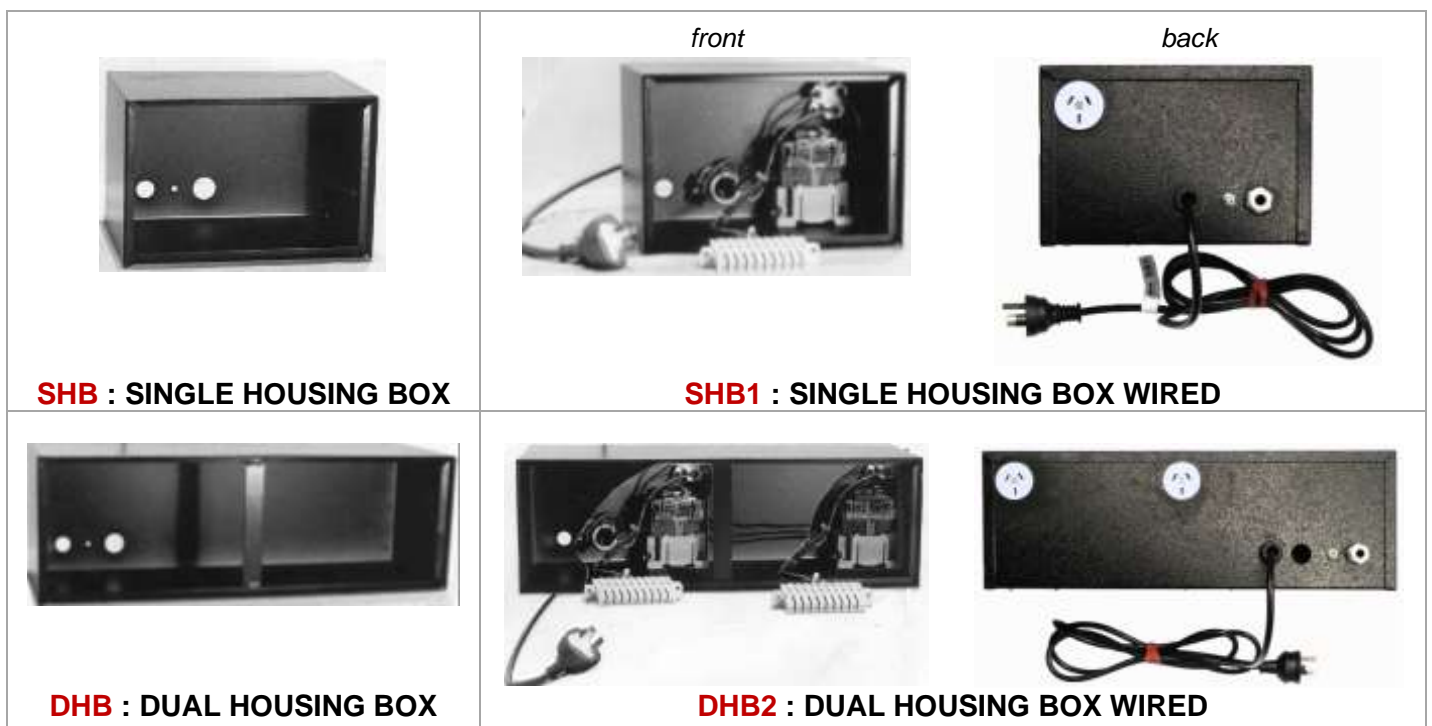 front
back
SHB : SINGLE HOUSING BOX
SHB1 : SINGLE HOUSING BOX WIRED
DHB : DUAL HOUSING BOX
DHB2 : DUAL HOUSING BOX WIRED